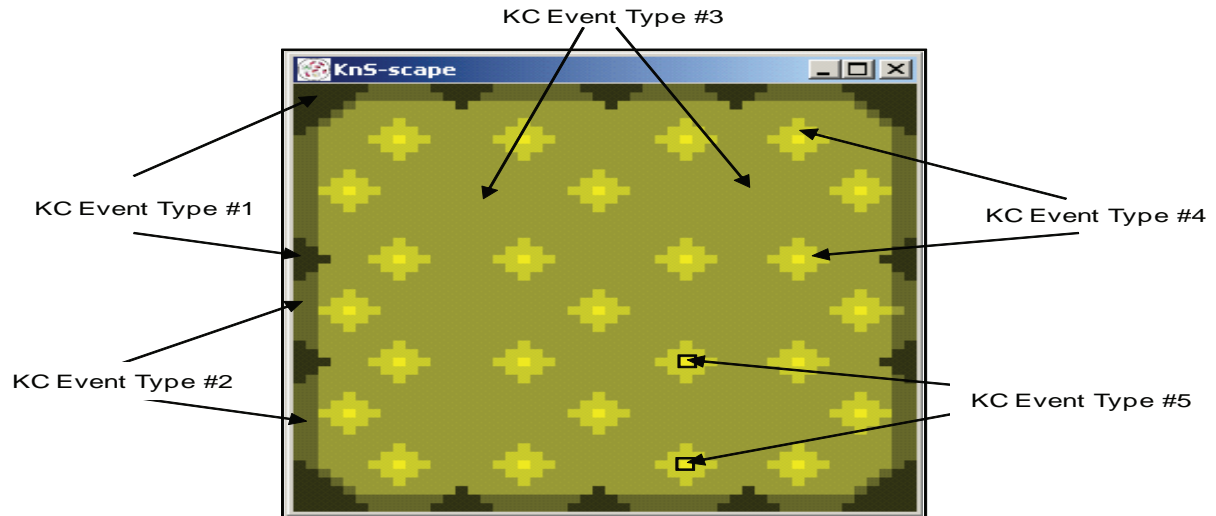 KC Event Type #3
KnS-scape
KC Event Type #1
KC Event Type #4
KC Event Type #2
KC Event Type #5